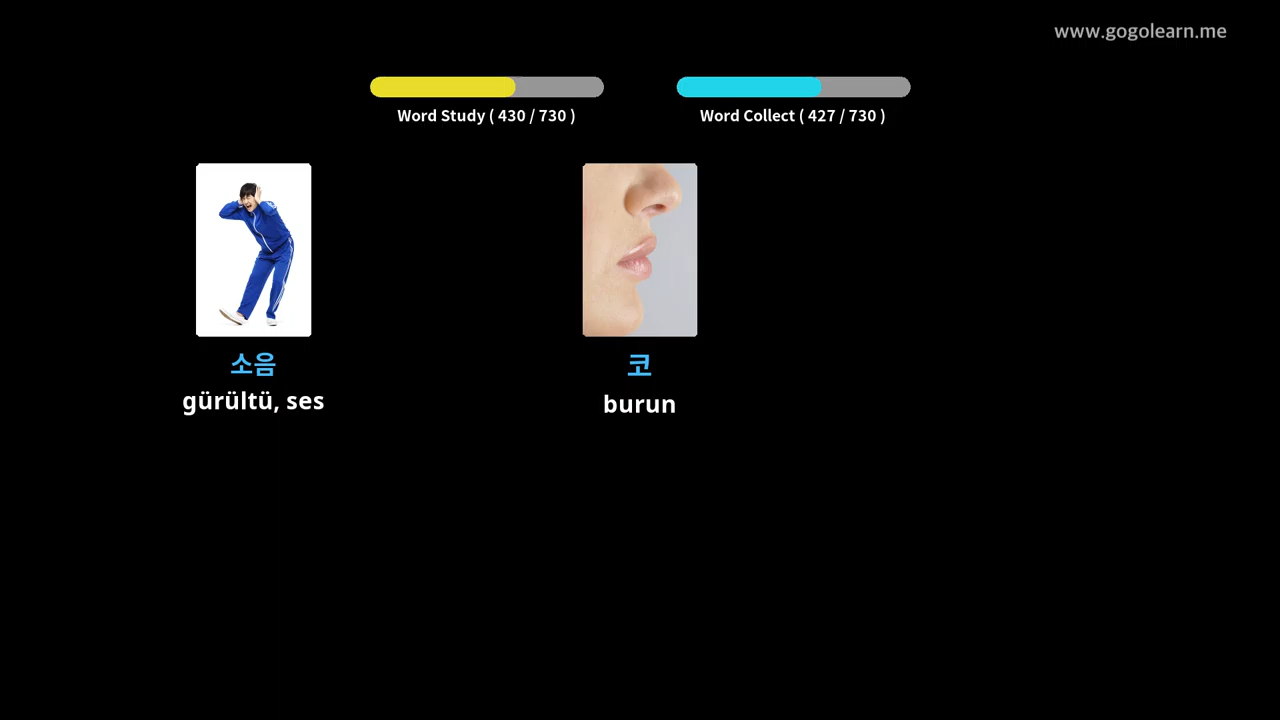 www.gogolearn.me
Word Study ( 430 / 730 )
Word Collect ( 427 / 730 )
소음
gürültü, ses
코
burun